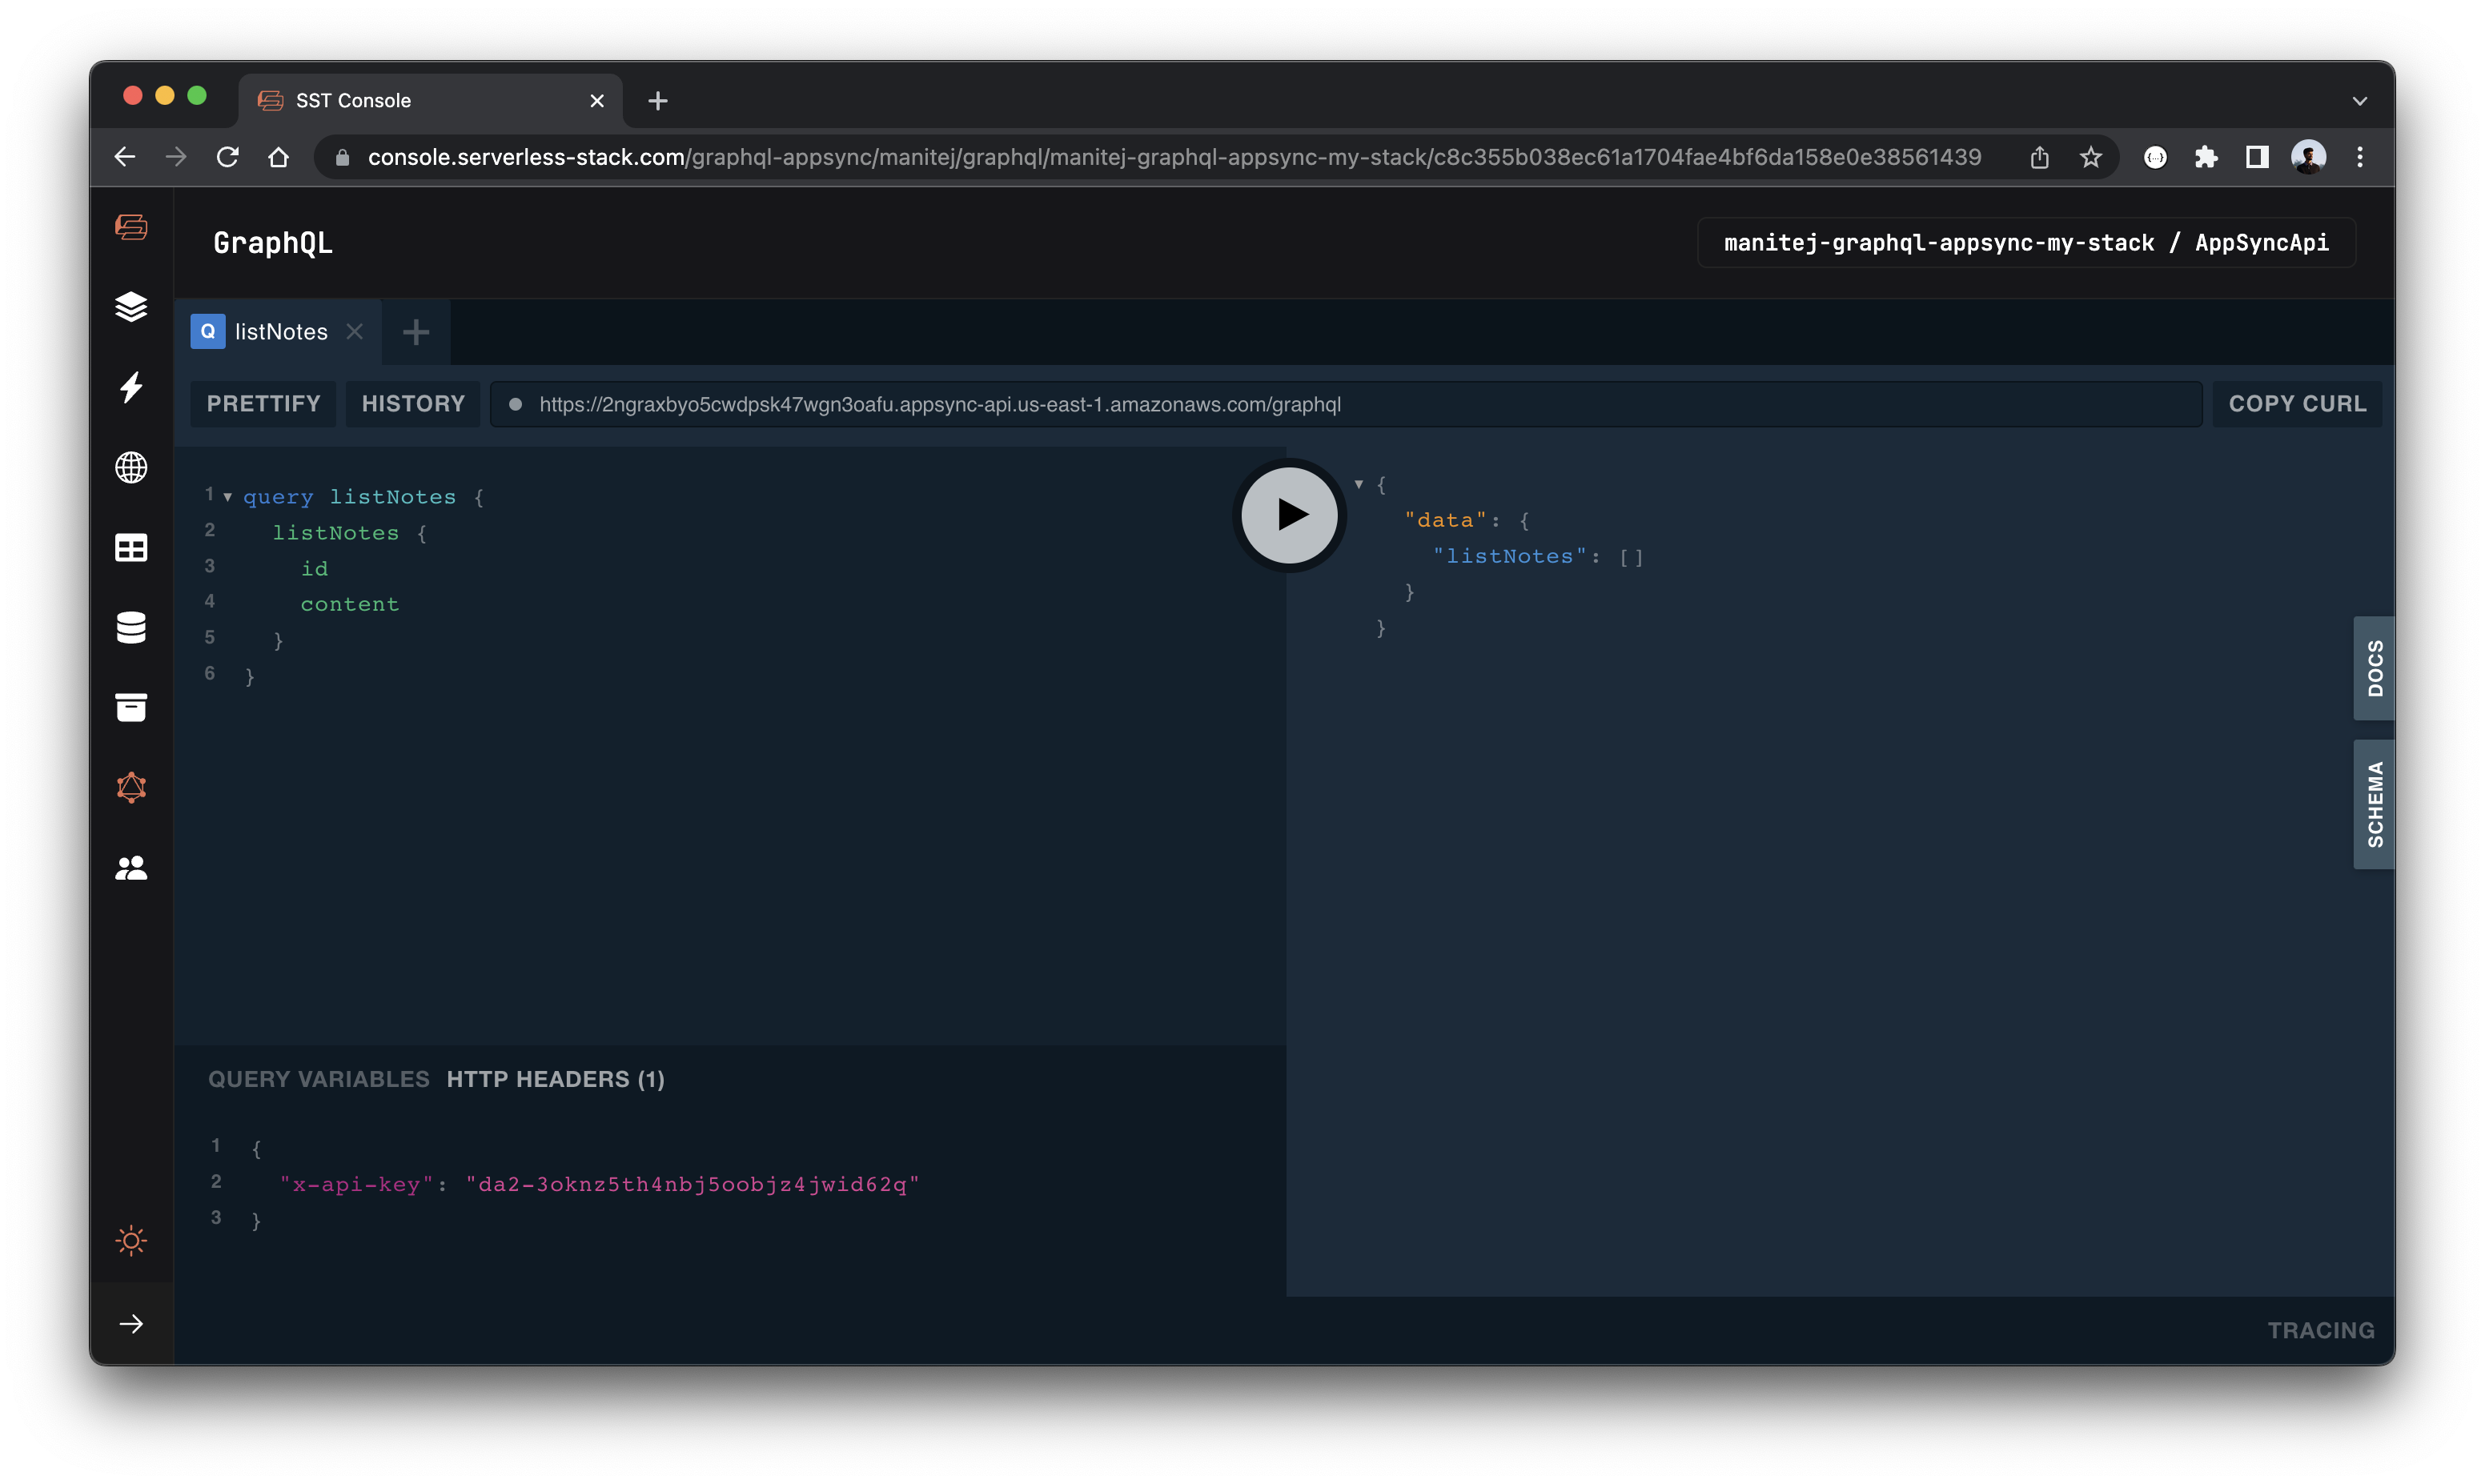 SST Console
console.serverless-stack.com/graphql-appsync/manitej/graphql/manitej-graphql-appsync-my-stack/c8c355b038ec61a1704fae4bf6da158e0e38561439
GraphQL
manitej-graphql-appsync-my-stack / AppSyncApi
Q listNotes
PRETTIFY HISTORY https://2ngraxbyo5cwdpsk47wgn3oafu.appsync-api.us-east-1.amazonaws.com/graphql COPY CURL
1 query listNotes {
2 listNotes {
3 id
4 content
5 }
6 }
{
"data": {
"listNotes": []
}
}
DOCS
SCHEMA
QUERY VARIABLES HTTP HEADERS (1)
1 {
2 "x-api-key": "da2-3oknz5th4nbj5oobjz4jwid62q"
3 }
TRACING